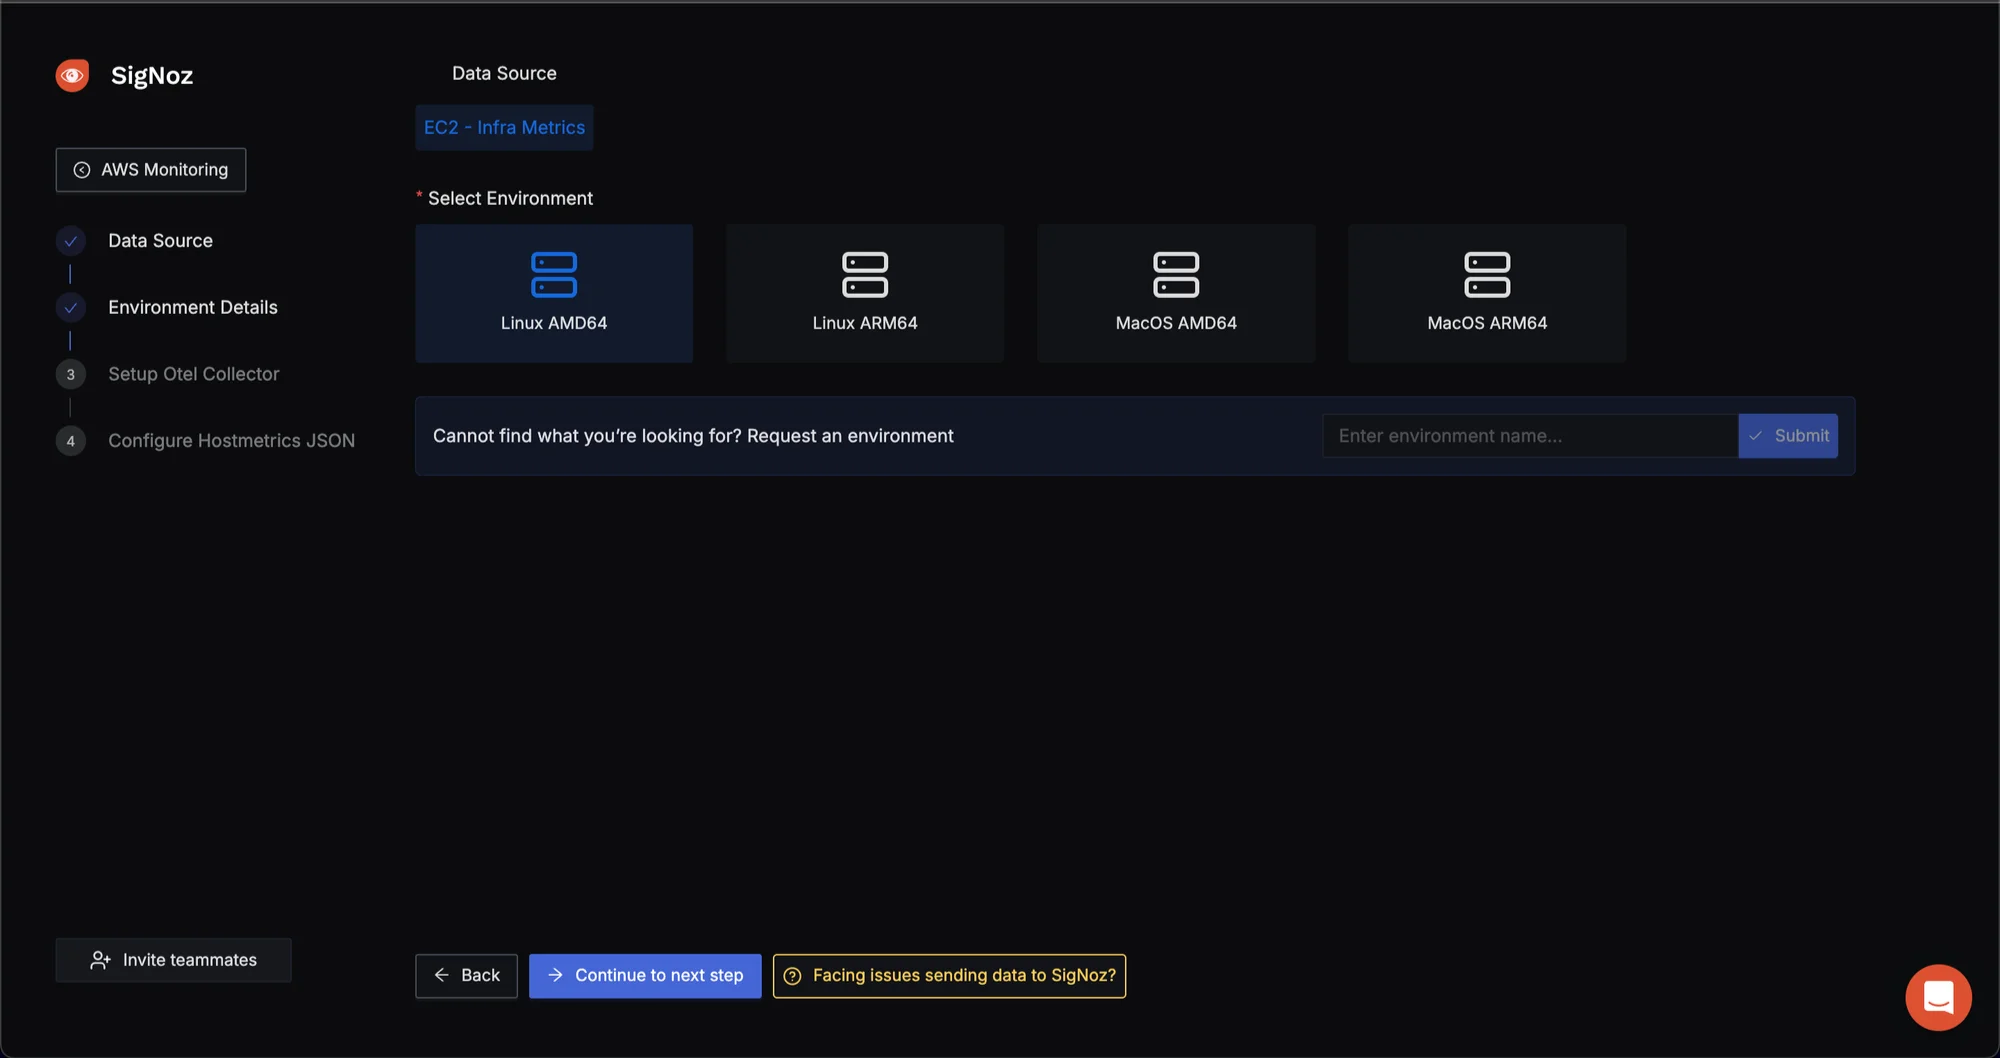 SigNoz
AWS Monitoring
Data Source
Environment Details
3 Setup Otel Collector
4 Configure Hostmetrics JSON
Invite teammates
Data Source
EC2 - Infra Metrics
* Select Environment
Linux AMD64
Linux ARM64
MacOS AMD64
MacOS ARM64
Cannot find what you’re looking for? Request an environment
Enter environment name...
Submit
Back
Continue to next step
Facing issues sending data to SigNoz?